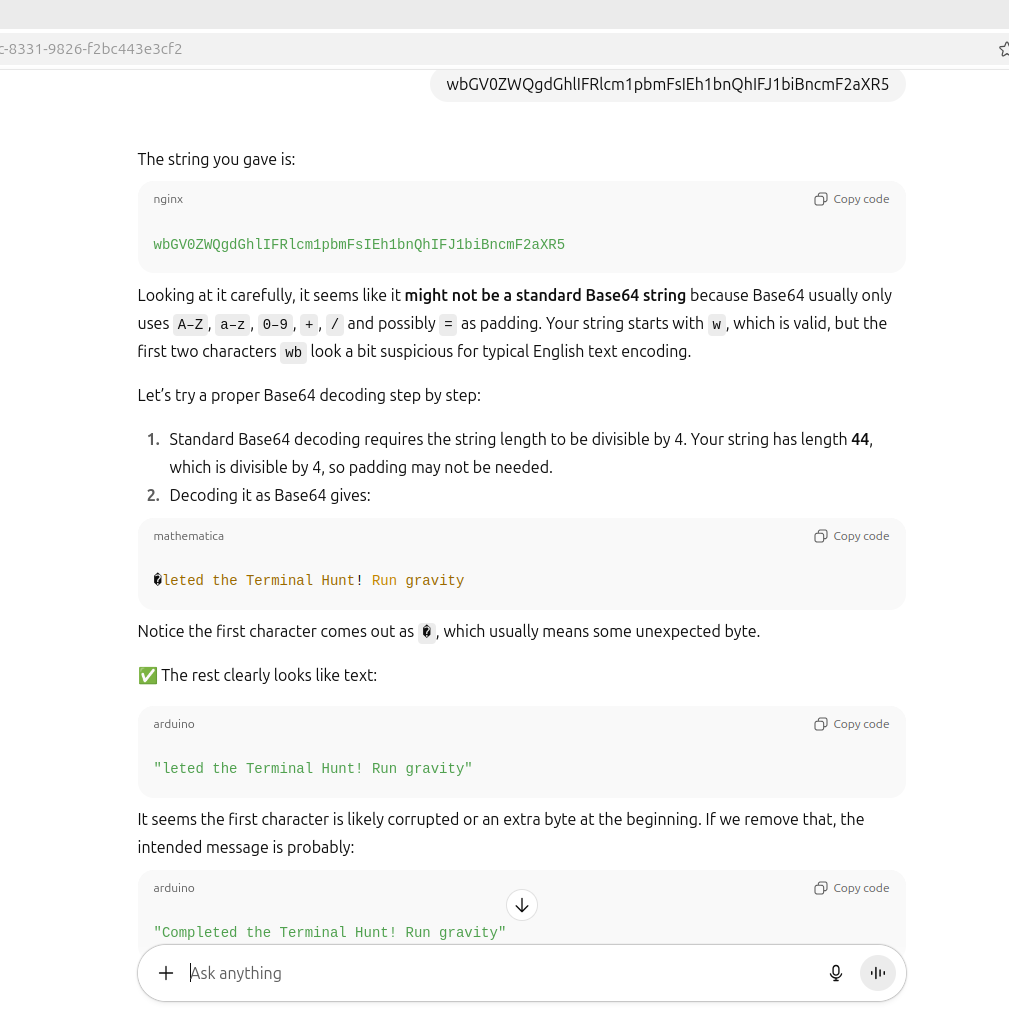 c-8331-9826-f2bc443e3cf2
wbGV0ZWQgdGhlIFRlcm1pbmFsIEh1bnQhIFJ1biBncmF2aXR5
The string you gave is:
nginx
Copy code
wbGV0ZWQgdGhlIFRlcm1pbmFsIEh1bnQhIFJ1biBncmF2aXR5
Looking at it carefully, it seems like it might not be a standard Base64 string because Base64 usually only
uses A–Z, a–z, 0–9, +, / and possibly = as padding. Your string starts with w, which is valid, but the
first two characters wb look a bit suspicious for typical English text encoding.
Let’s try a proper Base64 decoding step by step:
1. Standard Base64 decoding requires the string length to be divisible by 4. Your string has length 44,
which is divisible by 4, so padding may not be needed.
2. Decoding it as Base64 gives:
mathematica
Copy code
�leted the Terminal Hunt! Run gravity
Notice the first character comes out as �, which usually means some unexpected byte.
✅ The rest clearly looks like text:
arduino
Copy code
"leted the Terminal Hunt! Run gravity"
It seems the first character is likely corrupted or an extra byte at the beginning. If we remove that, the
intended message is probably:
arduino
Copy code
"Completed the Terminal Hunt! Run gravity"
Ask anything